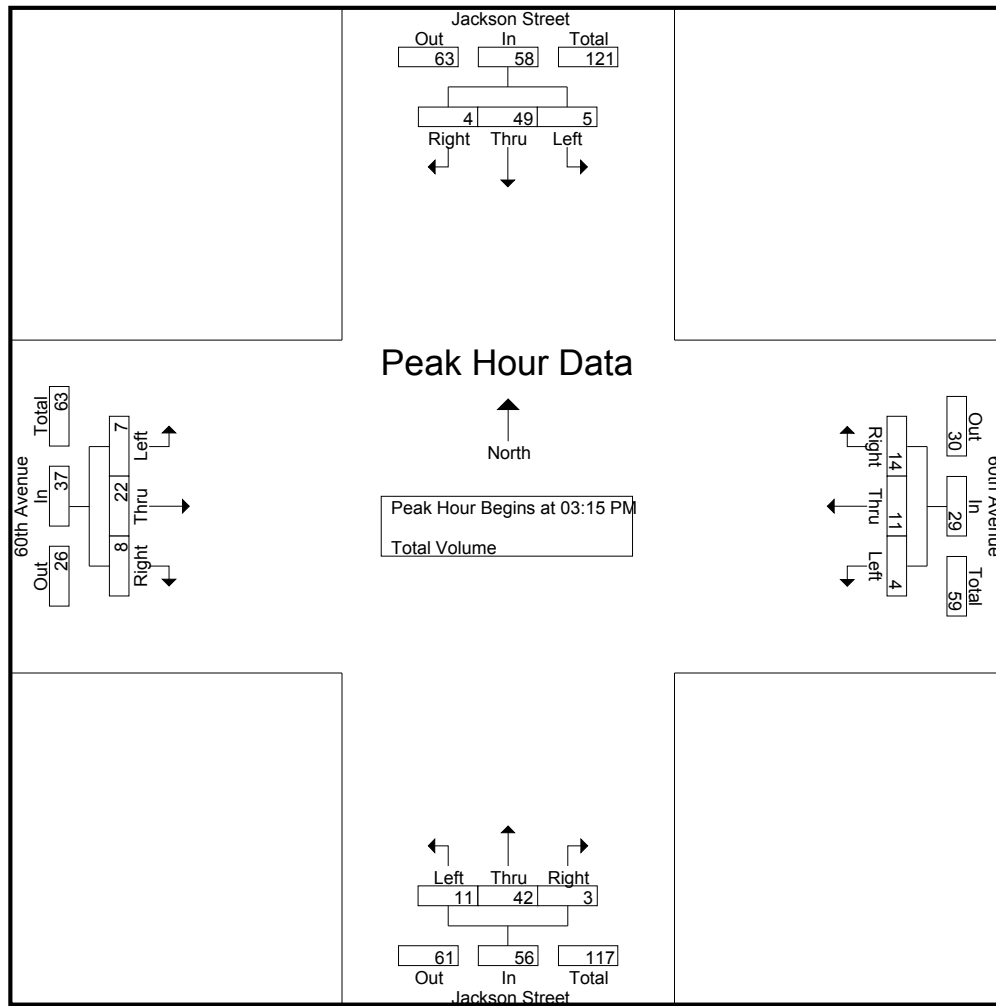 Jackson Street
Out In Total
63 58 121
4 49 5
Right Thru Left
Peak Hour Data
North
Peak Hour Begins at 03:15 PM
Total Volume
60th Avenue
Out In Total
26 37 63
8 22 7
Right Thru Left
60th Avenue
Out In Total
30 29 59
14 11 4
Right Thru Left
Left Thru Right
11 42 3
61 56 117
Out In Total
Jackson Street